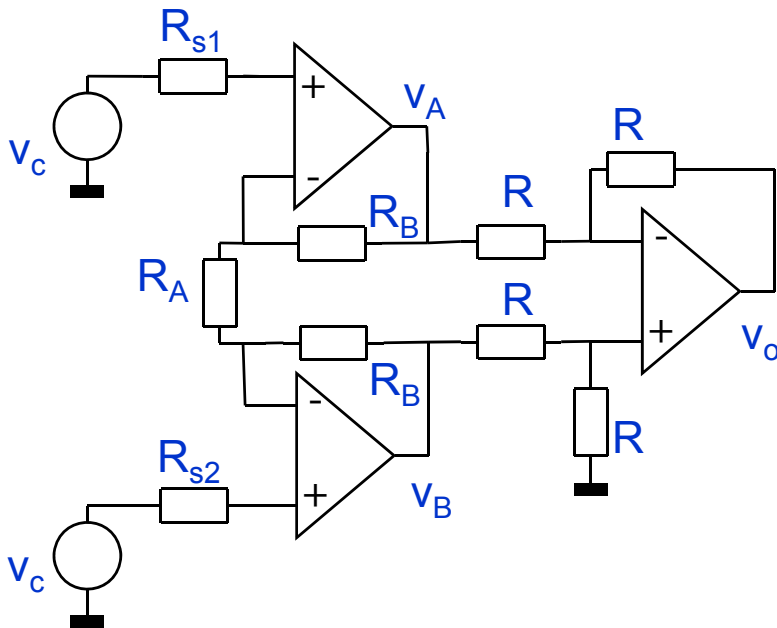 Rs1
+
vA
R
vc
-
RB
R
-
RA
R
+
vo
RB
-
R
Rs2
+
vB
vc